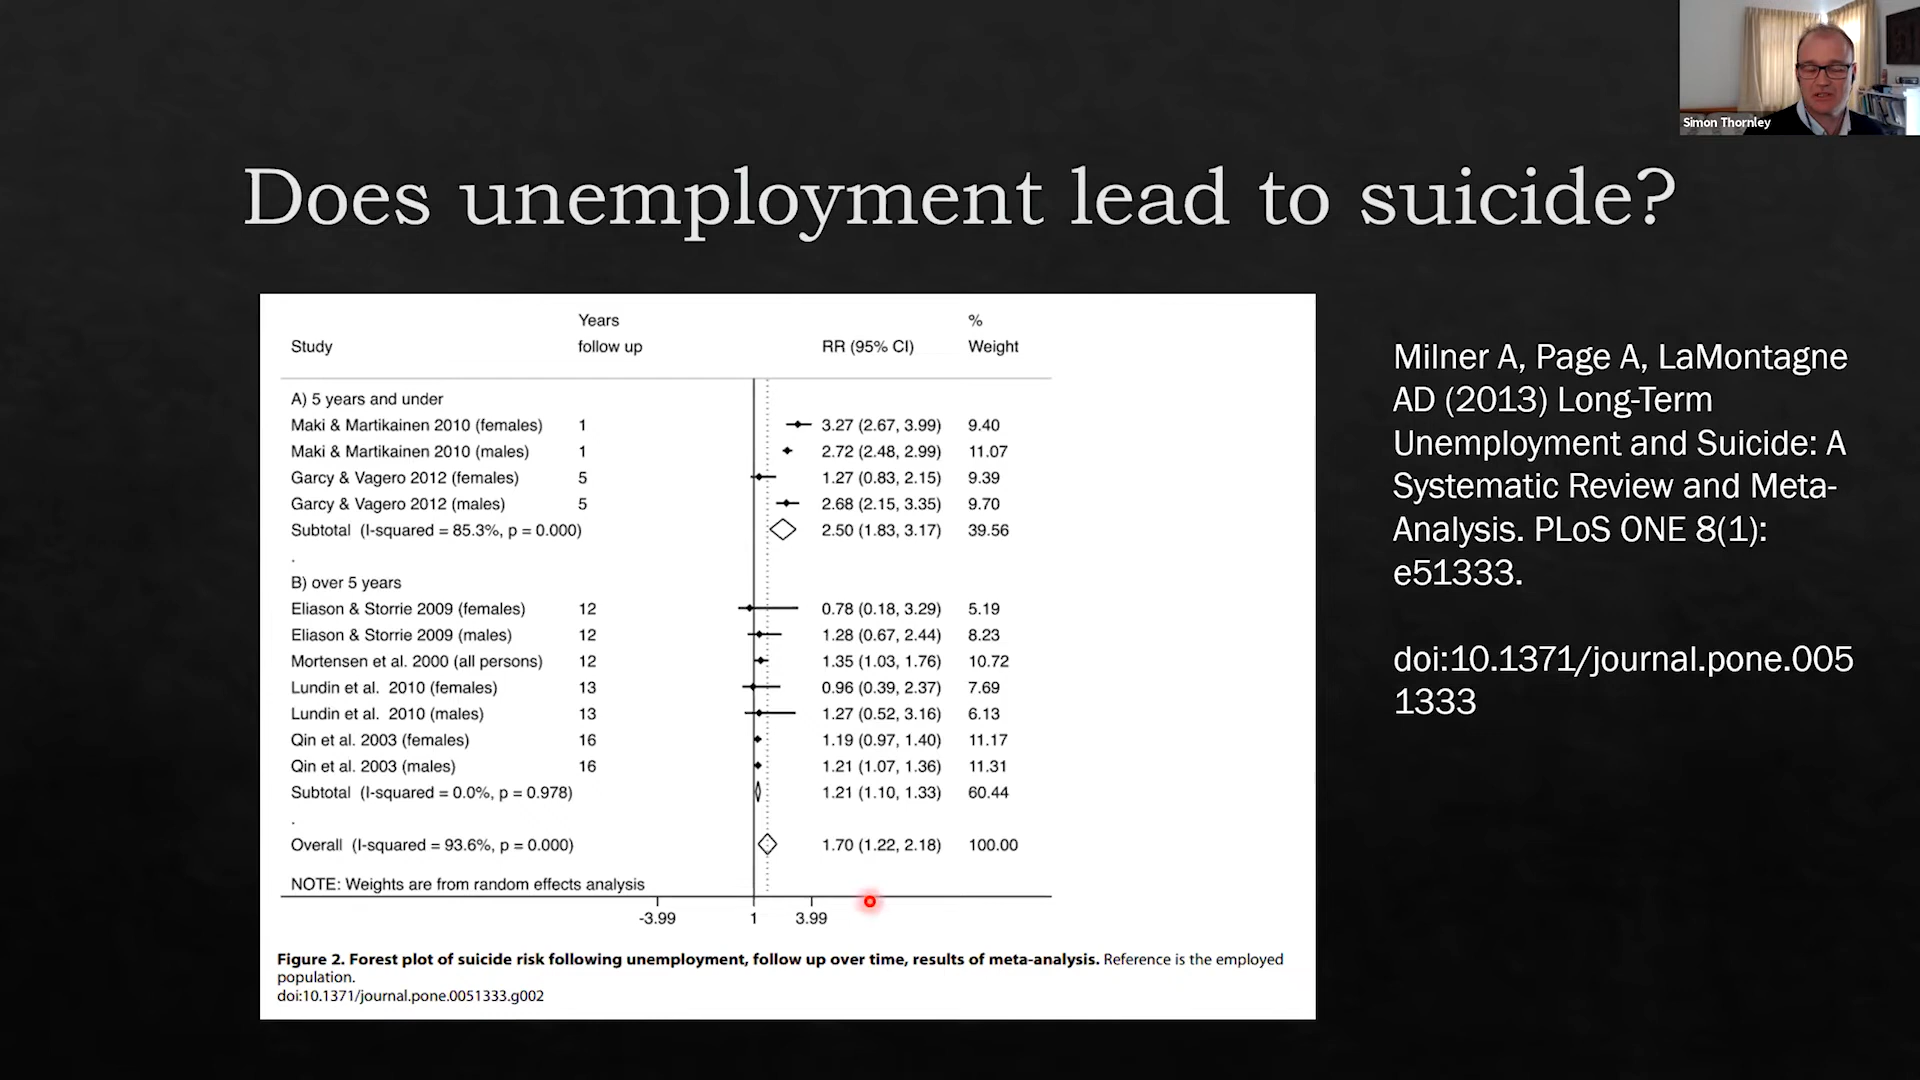 Simon Thornley
Does unemployment lead to suicide?
Years %
Study follow up RR (95% CI) Weight
A) 5 years and under
Maki & Martikainen 2010 (females) 1 3.27 (2.67, 3.99) 9.40
Maki & Martikainen 2010 (males) 1 2.72 (2.48, 2.99) 11.07
Garcy & Vagero 2012 (females) 5 1.27 (0.83, 2.15) 9.39
Garcy & Vagero 2012 (males) 5 2.68 (2.15, 3.35) 9.70
Subtotal (I-squared = 85.3%, p = 0.000) 2.50 (1.83, 3.17) 39.56
.
B) over 5 years
Eliason & Storrie 2009 (females) 12 0.78 (0.18, 3.29) 5.19
Eliason & Storrie 2009 (males) 12 1.28 (0.67, 2.44) 8.23
Mortensen et al. 2000 (all persons) 12 1.35 (1.03, 1.76) 10.72
Lundin et al. 2010 (females) 13 0.96 (0.39, 2.37) 7.69
Lundin et al. 2010 (males) 13 1.27 (0.52, 3.16) 6.13
Qin et al. 2003 (females) 16 1.19 (0.97, 1.40) 11.17
Qin et al. 2003 (males) 16 1.21 (1.07, 1.36) 11.31
Subtotal (I-squared = 0.0%, p = 0.978) 1.21 (1.10, 1.33) 60.44
.
Overall (I-squared = 93.6%, p = 0.000) 1.70 (1.22, 2.18) 100.00
NOTE: Weights are from random effects analysis
-3.99 1 3.99
Figure 2. Forest plot of suicide risk following unemployment, follow up over time, results of meta-analysis. Reference is the employed
population.
doi:10.1371/journal.pone.0051333.g002
Milner A, Page A, LaMontagne
AD (2013) Long-Term
Unemployment and Suicide: A
Systematic Review and Meta-
Analysis. PLoS ONE 8(1):
e51333.
doi:10.1371/journal.pone.005
1333